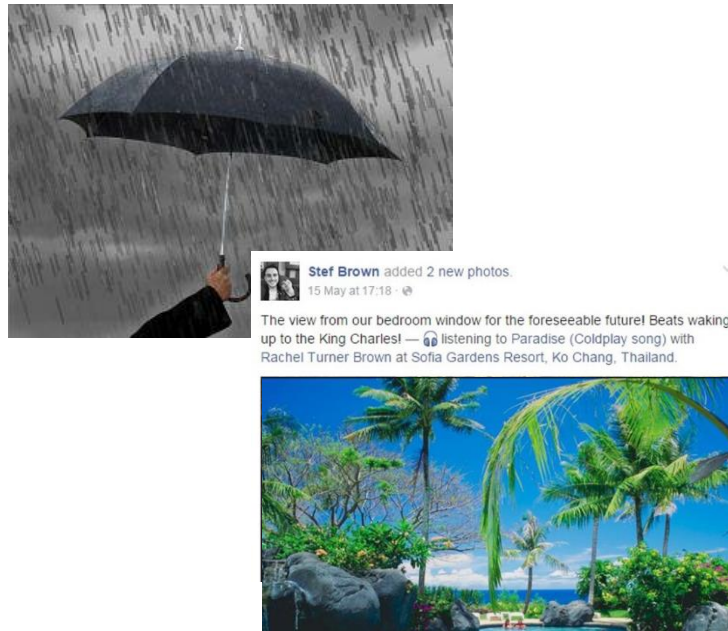 Stef Brown added 2 new photos.
15 May at 17:18 ·
The view from our bedroom window for the foreseeable future! Beats waking
up to the King Charles! — listening to Paradise (Coldplay song) with
Rachel Turner Brown at Sofia Gardens Resort, Ko Chang, Thailand.